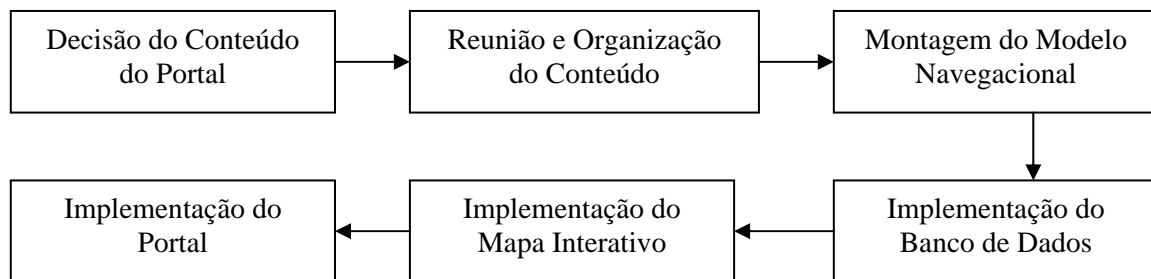 Decisão do Conteúdo
do Portal
Reunião e Organização
do Conteúdo
Montagem do Modelo
Navegacional
Implementação do
Banco de Dados
Implementação do
Mapa Interativo
Implementação do
Portal